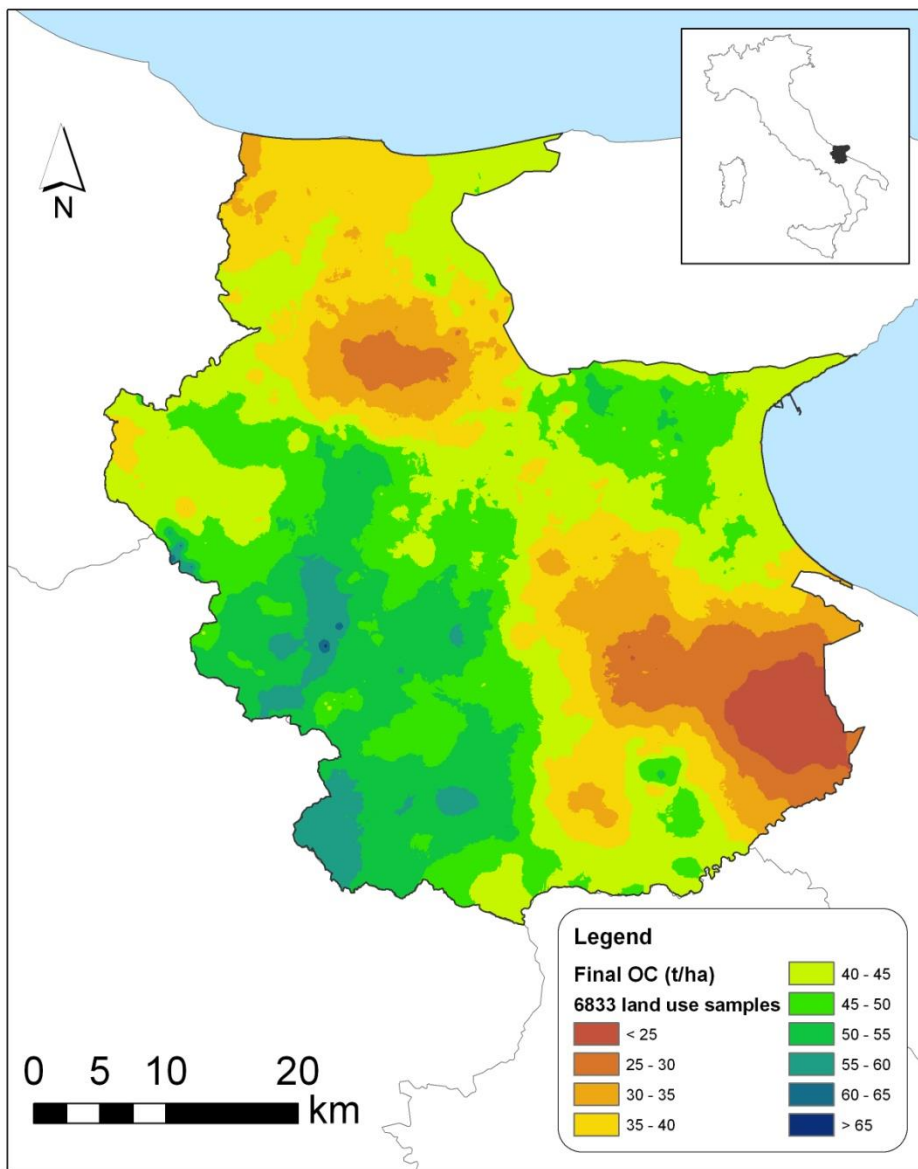 N
Legend
Final OC (t/ha)
6833 land use samples
< 25
25 - 30
30 - 35
35 - 40
40 - 45
45 - 50
50 - 55
55 - 60
60 - 65
> 65
0 5 10 20
km